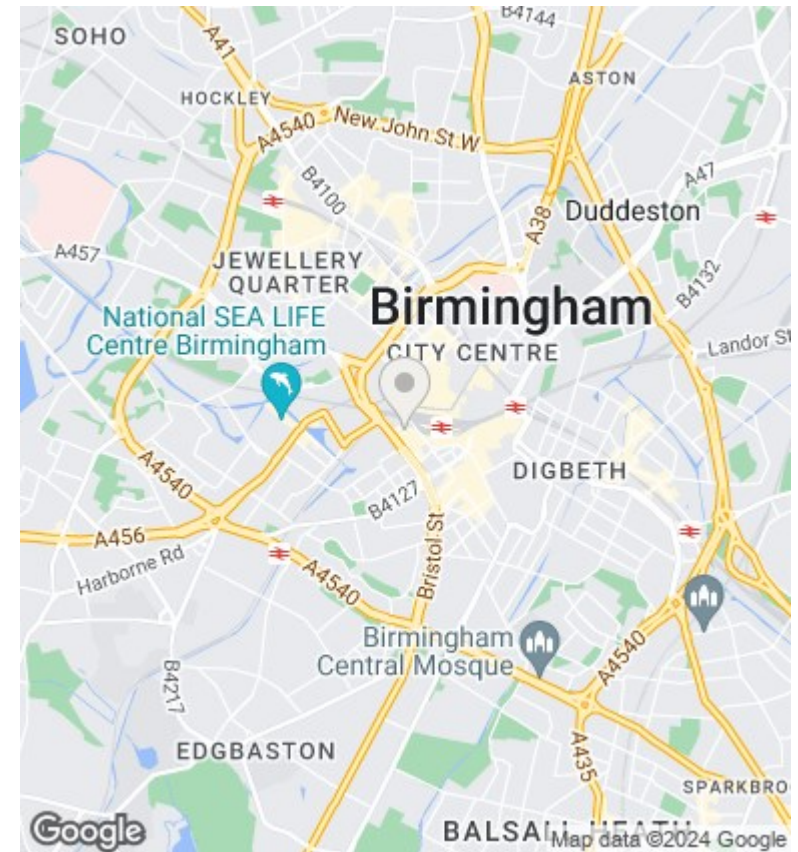 SOHO
B4144
A41
ASTON
HOCKLEY
A4540
New John St W
A47
B4100
A38
Duddeston
A457
JEWELLERY
QUARTER
B4132
National SEA LIFE
Centre Birmingham
Birmingham
CITY CENTRE
Landor St
DIGBETH
A4540
B4127
A456
Bristol St
Harborne Rd
A4540
Birmingham
Central Mosque
A4540
B4217
EDGBASTON
A435
SPARKBRO
Google
BALSALL HEATH
Map data ©2024 Google